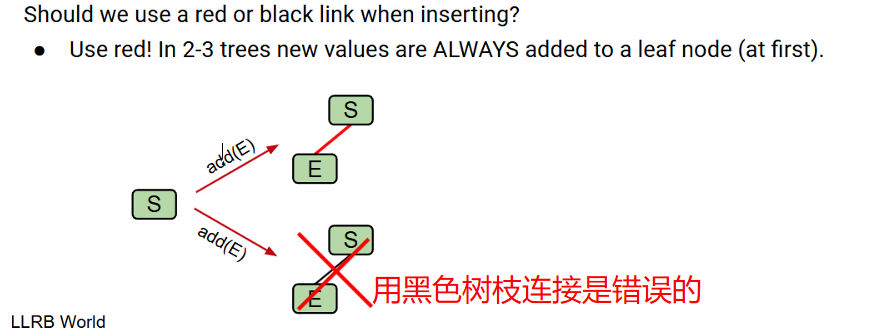 Should we use a red or black link when inserting?
● Use red! In 2-3 trees new values are ALWAYS added to a leaf node (at first).
S
add(E)
E
S
add(E)
S
E
用黑色树枝连接是错误的
LLRB World